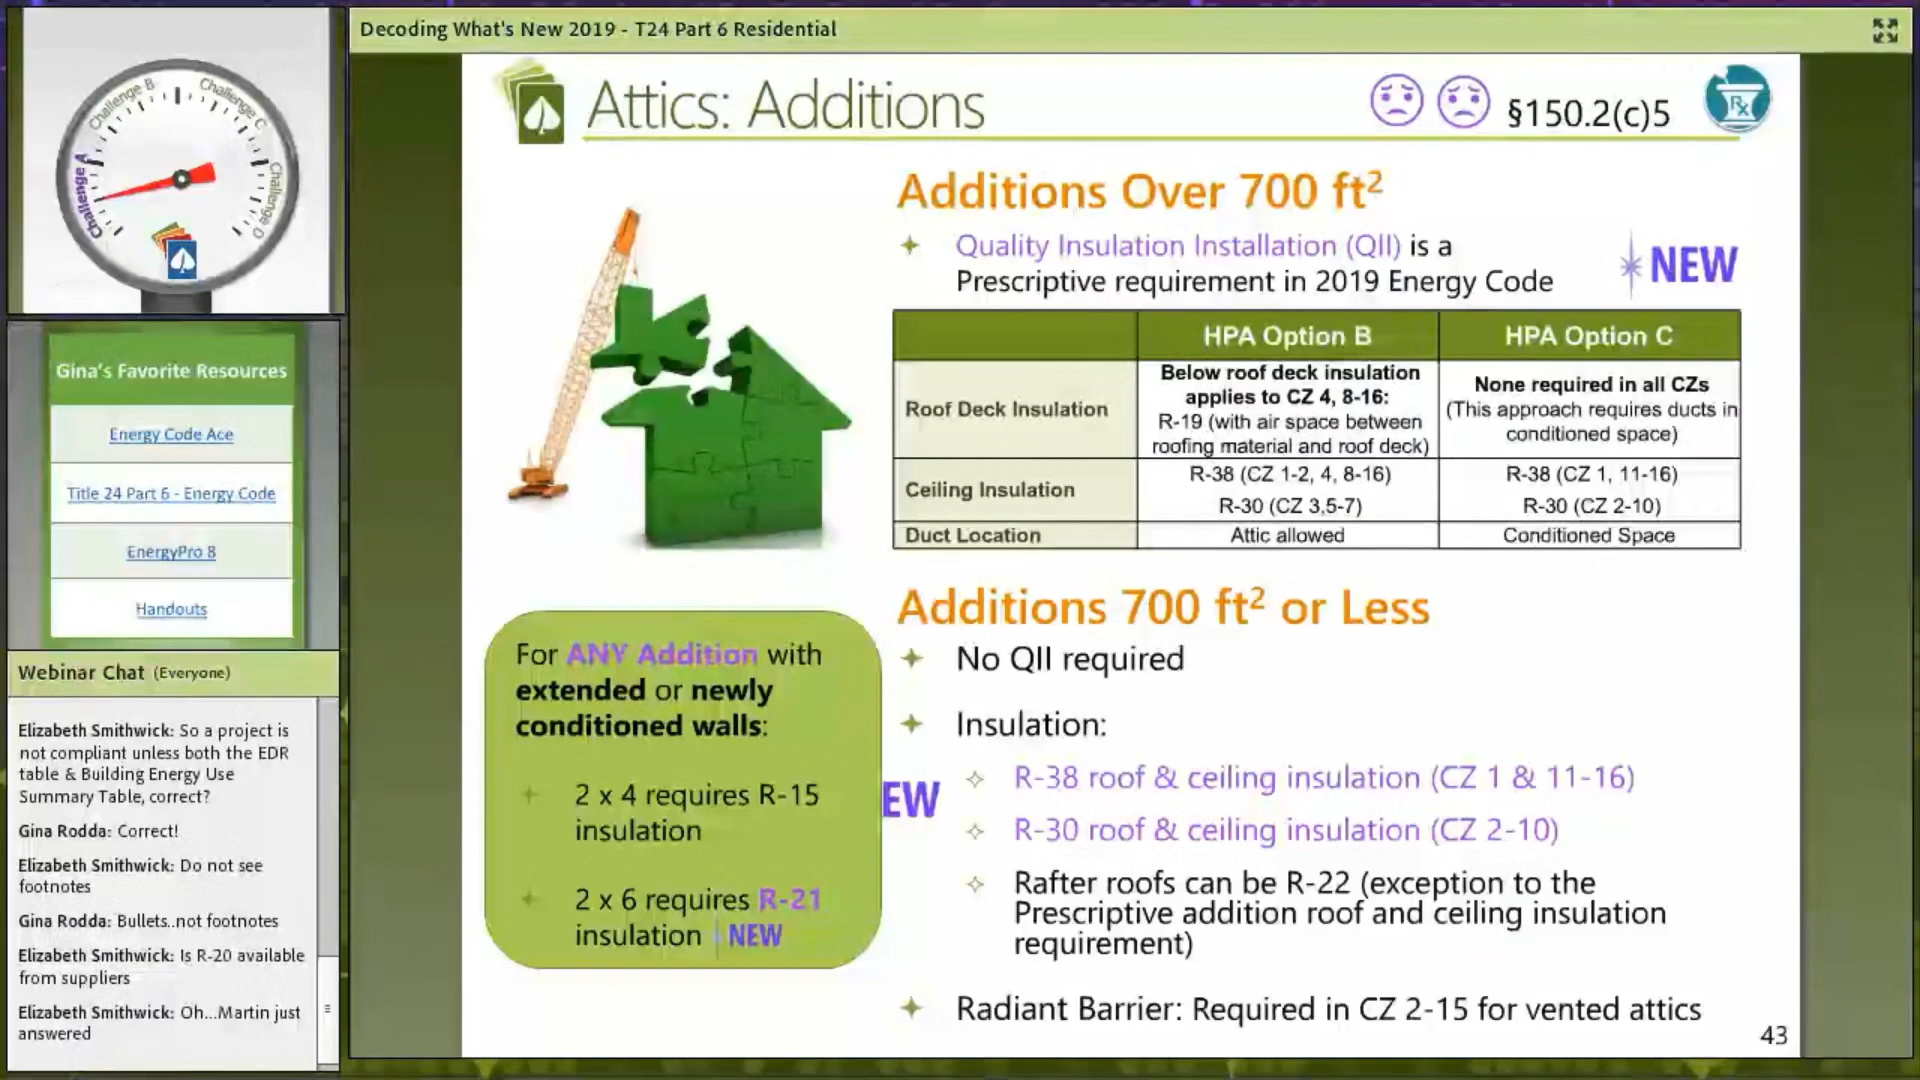 Decoding What's New 2019 - T24 Part 6 Residential
Challenge A
Challenge B
Challenge C
Challenge D
Gina's Favorite Resources
Energy Code Ace
Title 24 Part 6 - Energy Code
EnergyPro 8
Handouts
Webinar Chat (Everyone)
Elizabeth Smithwick: So a project is
not compliant unless both the EDR
table & Building Energy Use
Summary Table, correct?
Gina Rodda: Correct!
Elizabeth Smithwick: Do not see
footnotes
Gina Rodda: Bullets..not footnotes
Elizabeth Smithwick: Is R-20 available
from suppliers
Elizabeth Smithwick: Oh...Martin just
answered
Attics: Additions
§150.2(c)5
Rx
Additions Over 700 ft²
Quality Insulation Installation (QII) is a
Prescriptive requirement in 2019 Energy Code
NEW
HPA Option B
HPA Option C
Roof Deck Insulation
Below roof deck insulation
applies to CZ 4, 8-16:
R-19 (with air space between
roofing material and roof deck)
None required in all CZs
(This approach requires ducts in
conditioned space)
Ceiling Insulation
R-38 (CZ 1-2, 4, 8-16)
R-30 (CZ 3,5-7)
R-38 (CZ 1, 11-16)
R-30 (CZ 2-10)
Duct Location
Attic allowed
Conditioned Space
For ANY Addition with
extended or newly
conditioned walls:
2 x 4 requires R-15
insulation
2 x 6 requires R-21
insulation NEW
Additions 700 ft² or Less
No QII required
Insulation:
EW
R-38 roof & ceiling insulation (CZ 1 & 11-16)
R-30 roof & ceiling insulation (CZ 2-10)
Rafter roofs can be R-22 (exception to the
Prescriptive addition roof and ceiling insulation
requirement)
Radiant Barrier: Required in CZ 2-15 for vented attics
43